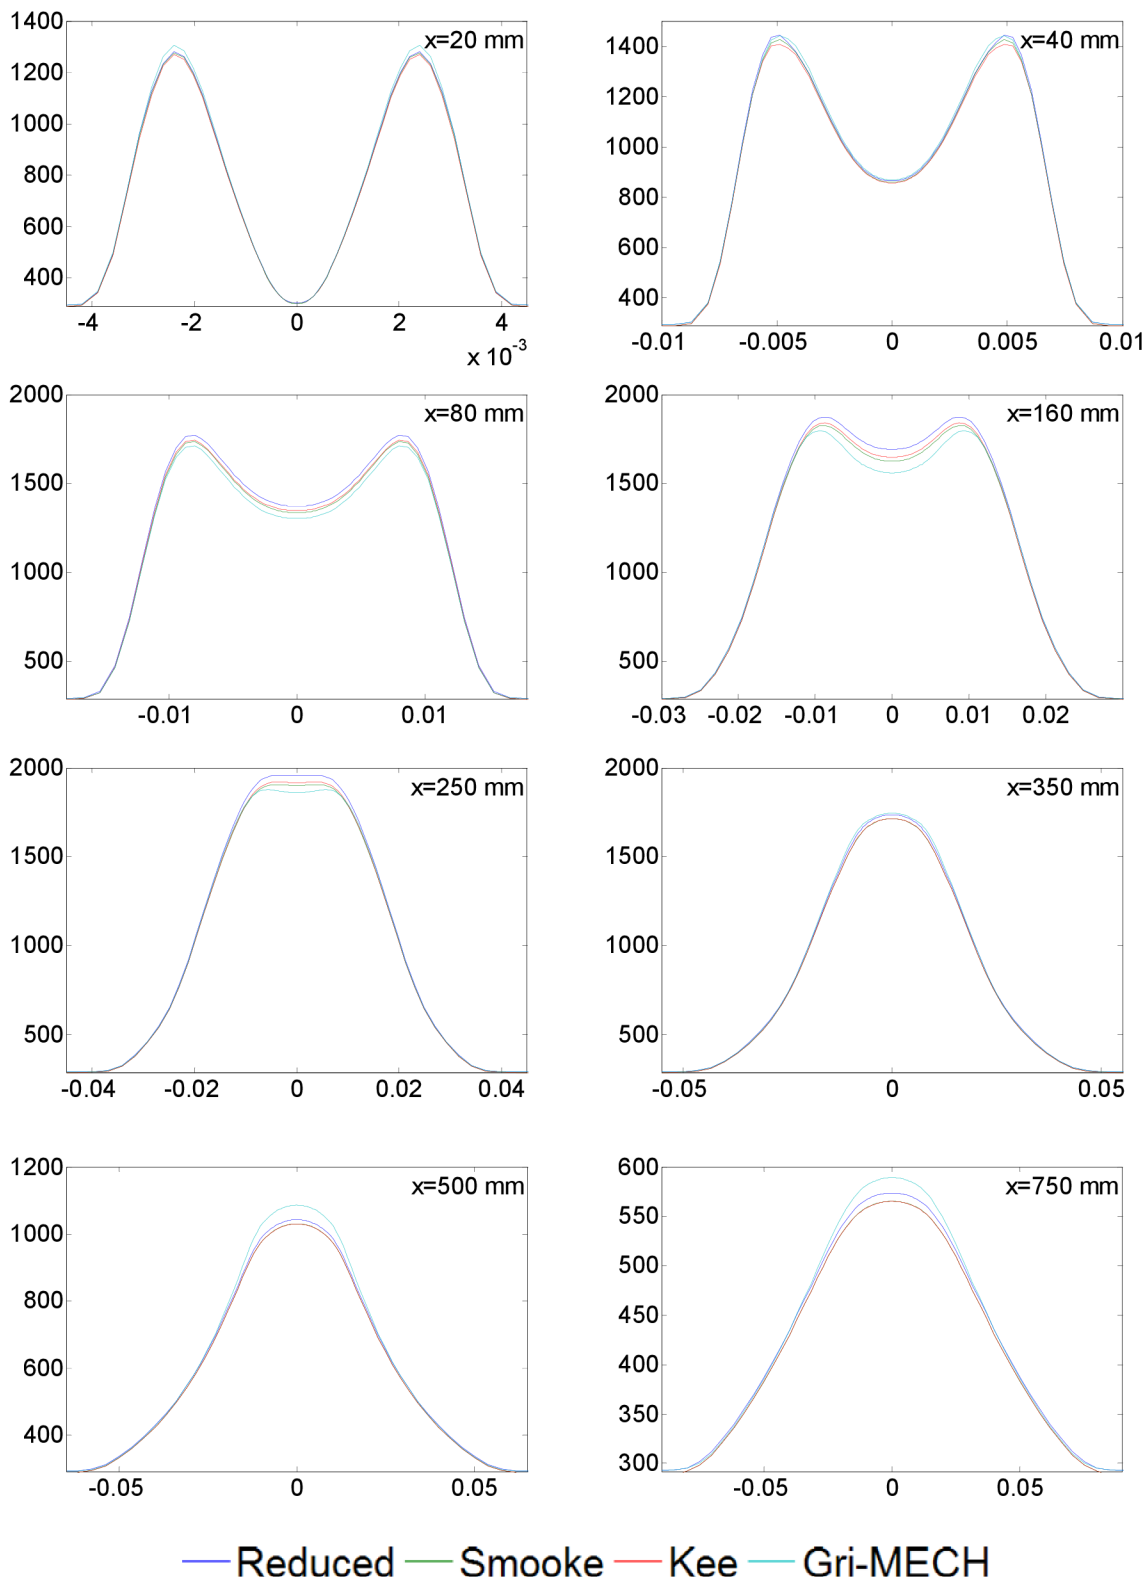 1400
1200
1000
800
600
400
x=20 mm
-4 -2 0 2 4
x 10-3
1400
1200
1000
800
600
400
x=40 mm
-0.01 -0.005 0 0.005 0.01
2000
1500
1000
500
x=80 mm
-0.01 0 0.01
2000
1500
1000
500
x=160 mm
-0.03 -0.02 -0.01 0 0.01 0.02
2000
1500
1000
500
x=250 mm
-0.04 -0.02 0 0.02 0.04
2000
1500
1000
500
x=350 mm
-0.05 0 0.05
1200
1000
800
600
400
x=500 mm
-0.05 0 0.05
600
550
500
450
400
350
300
x=750 mm
-0.05 0 0.05
Reduced Smooke Kee Gri-MECH